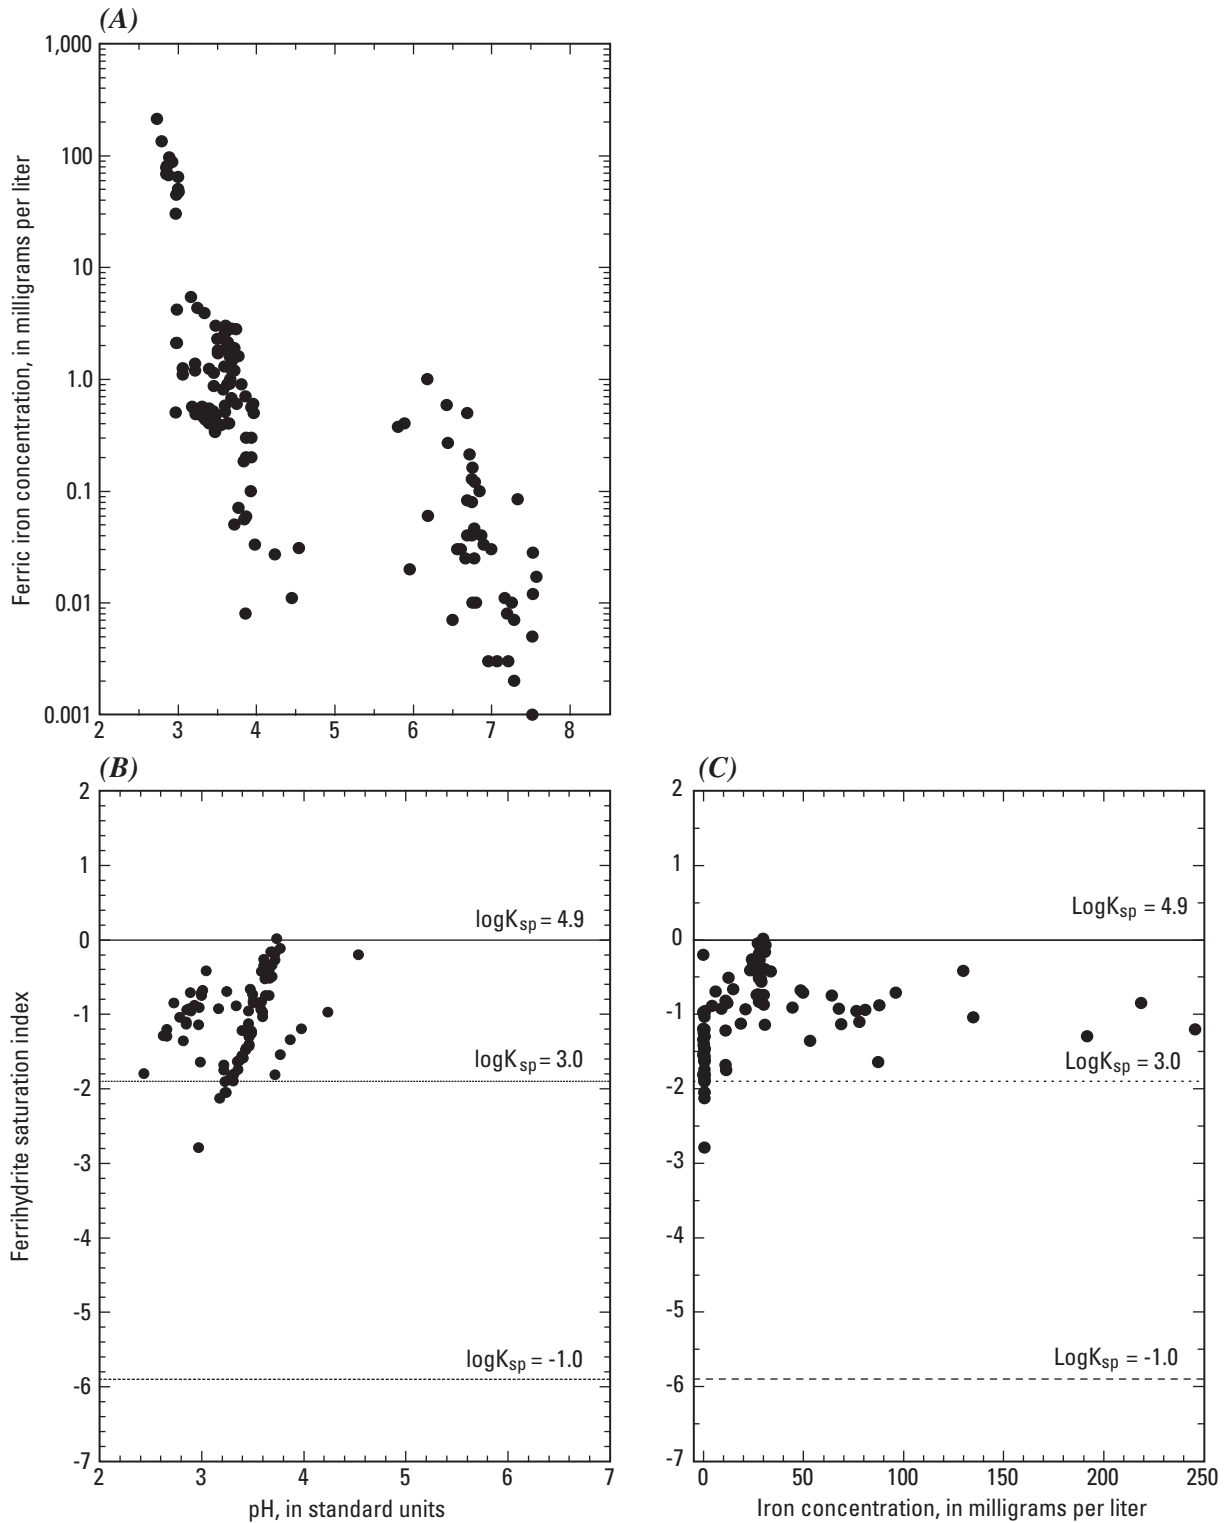 (A)
1,000
100
10
1.0
0.1
0.01
0.001
Ferric iron concentration, in milligrams per liter
2 3 4 5 6 7 8
(B)
2
1
0
-1
-2
-3
-4
-5
-6
-7
Ferrihydrite saturation index
logKsp = 4.9
logKsp = 3.0
logKsp = -1.0
2 3 4 5 6 7
pH, in standard units
(C)
2
1
0
-1
-2
-3
-4
-5
-6
-7
LogKsp = 4.9
LogKsp = 3.0
LogKsp = -1.0
0 50 100 150 200 250
Iron concentration, in milligrams per liter